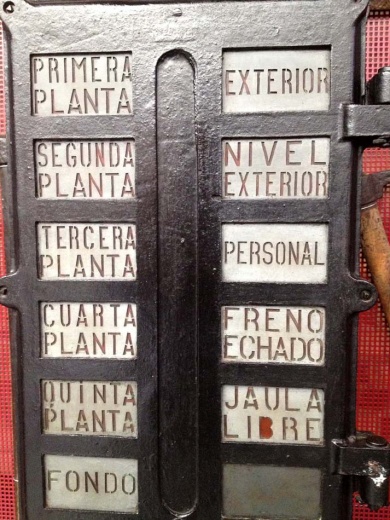 PRIMERA
PLANTA
SEGUNDA
PLANTA
TERCERA
PLANTA
CUARTA
PLANTA
QUINTA
PLANTA
FONDO
EXTERIOR
NIVEL
EXTERIOR
PERSONAL
FRENO
ECHADO
JAULA
LIBRE